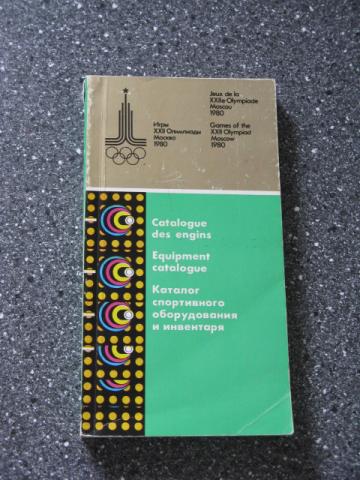 Jeux de la
XXIIe Olympiade
Moscou
1980
Игры
XXII Олимпиады
Москва
1980
Games of the
XXII Olympiad
Moscow
1980
Catalogue
des engins
Equipment
catalogue
Каталог
спортивного
оборудования
и инвентаря